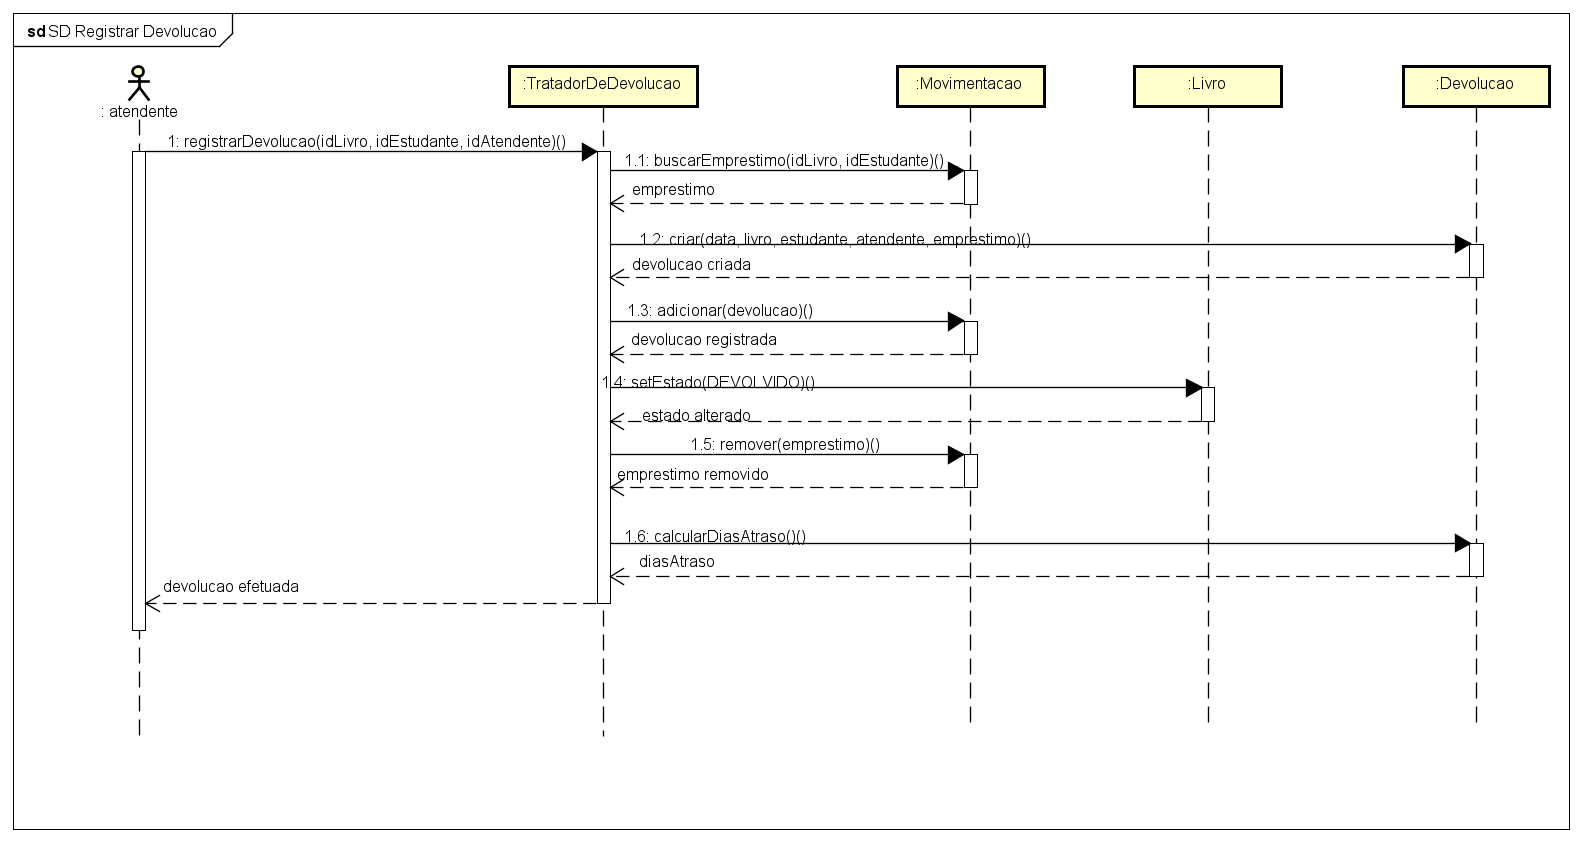 sd SD Registrar Devolucao
: atendente
:TratadorDeDevolucao
:Movimentacao
:Livro
:Devolucao
1: registrarDevolucao(idLivro, idEstudante, idAtendente)()
1.1: buscarEmprestimo(idLivro, idEstudante)()
emprestimo
1.2: criar(data, livro, estudante, atendente, emprestimo)()
devolucao criada
1.3: adicionar(devolucao)()
devolucao registrada
1.4: setEstado(DEVOLVIDO)()
estado alterado
1.5: remover(emprestimo)()
emprestimo removido
1.6: calcularDiasAtraso()()
diasAtraso
devolucao efetuada